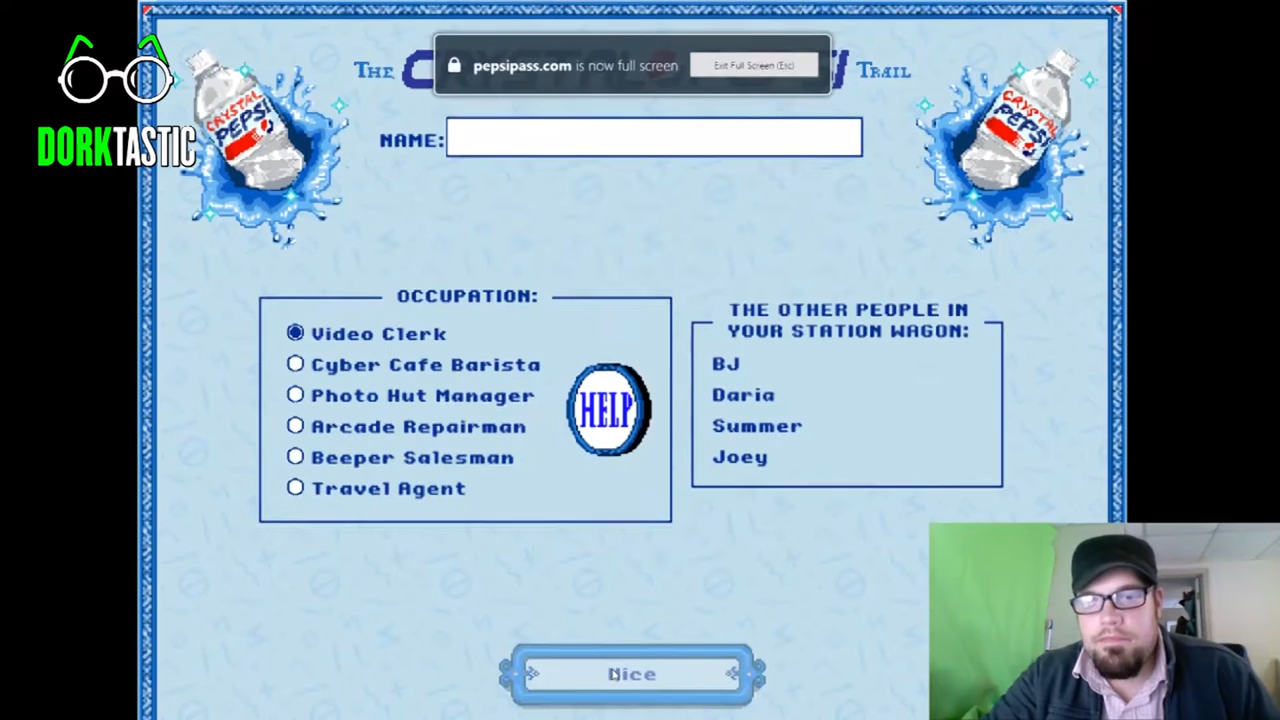 DORKTASTIC
THE
TRAIL
pepsipass.com is now full screen
Exit Full Screen (Esc)
CRYSTAL
PEPSI
CRYSTAL
PEPSI
NAME:
OCCUPATION:
Video Clerk
Cyber Cafe Barista
Photo Hut Manager
Arcade Repairman
Beeper Salesman
Travel Agent
HELP
THE OTHER PEOPLE IN
YOUR STATION WAGON:
BJ
Daria
Summer
Joey
Nice